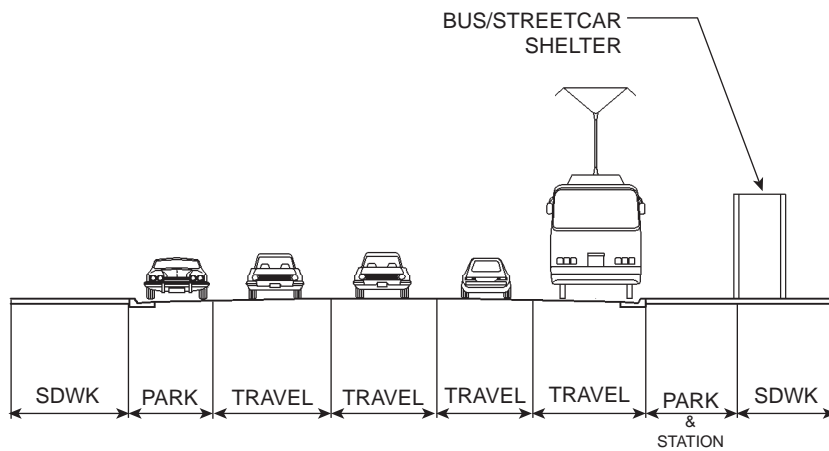 BUS/STREETCAR
SHELTER
SDWK
PARK
TRAVEL
TRAVEL
TRAVEL
TRAVEL
PARK
&
STATION
SDWK